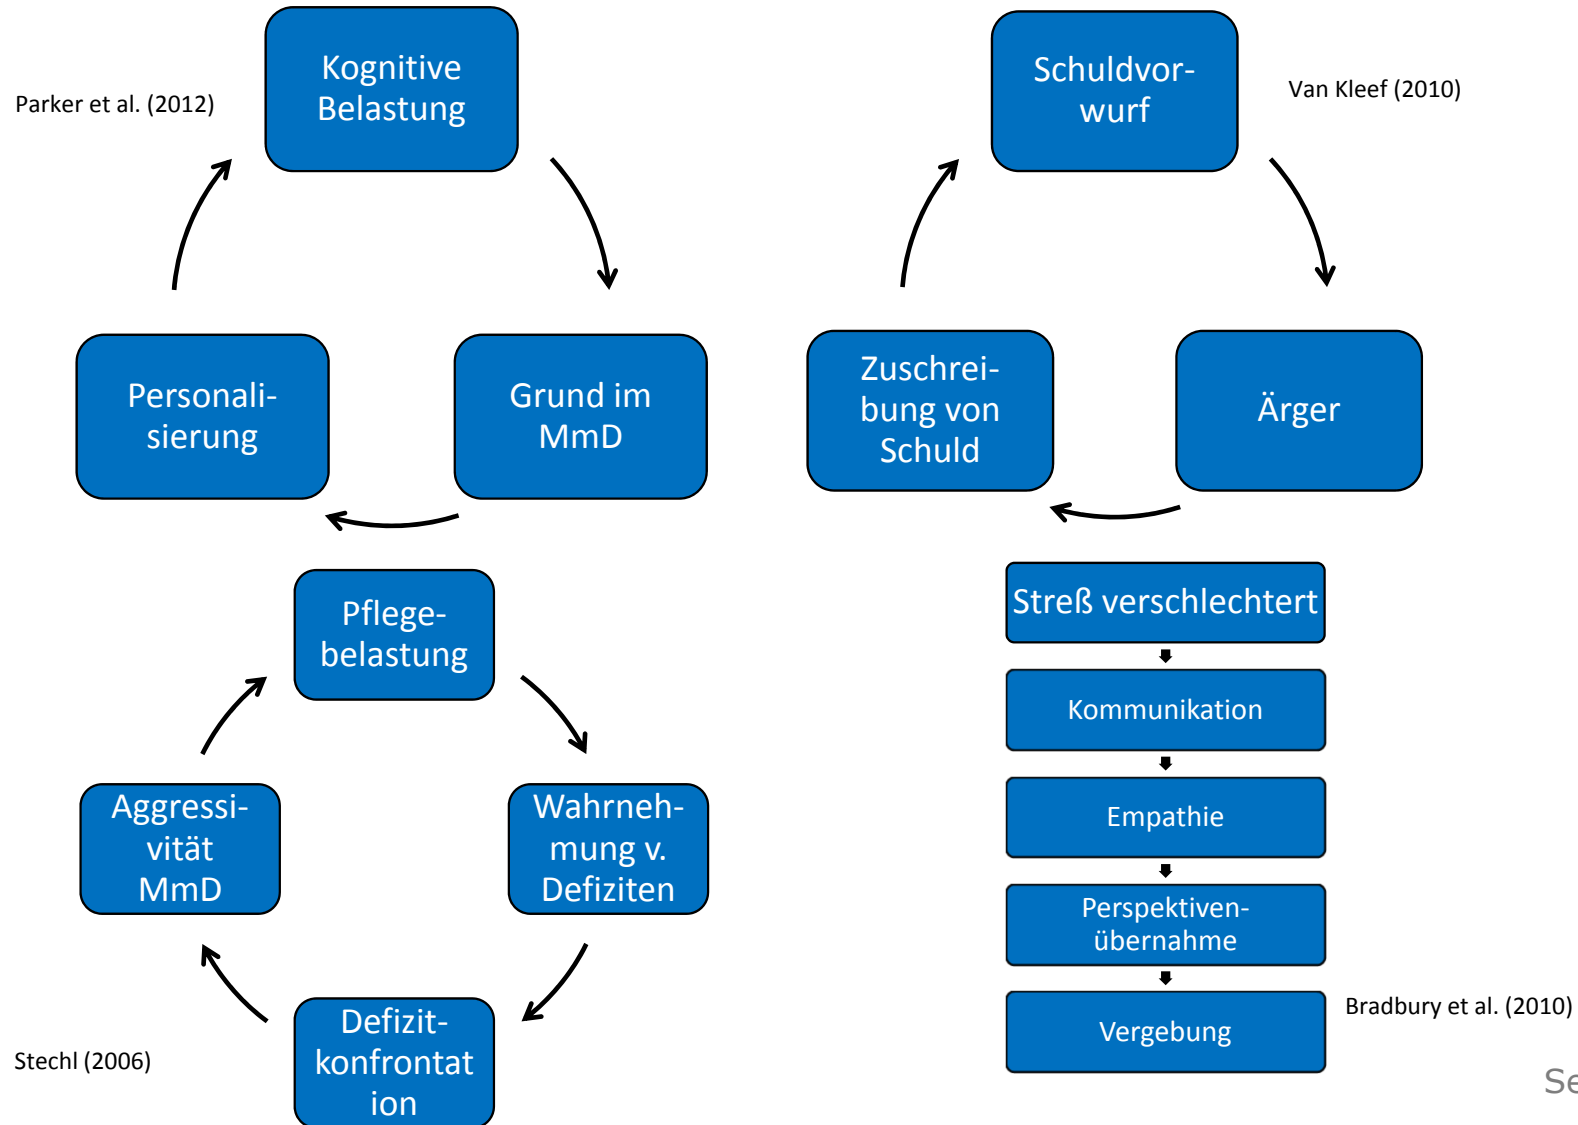 Kognitive
Belastung
Parker et al. (2012)
Personali-
sierung
Grund im
MmD
Schuldvor-
wurf
Van Kleef (2010)
Zuschrei-
bung von
Schuld
Ärger
Pflege-
belastung
Aggressi-
vität
MmD
Wahrneh-
mung v.
Defiziten
Defizit-
konfrontat
ion
Stechl (2006)
Streß verschlechtert
Kommunikation
Empathie
Perspektiven-
übernahme
Vergebung
Bradbury et al. (2010)
Se